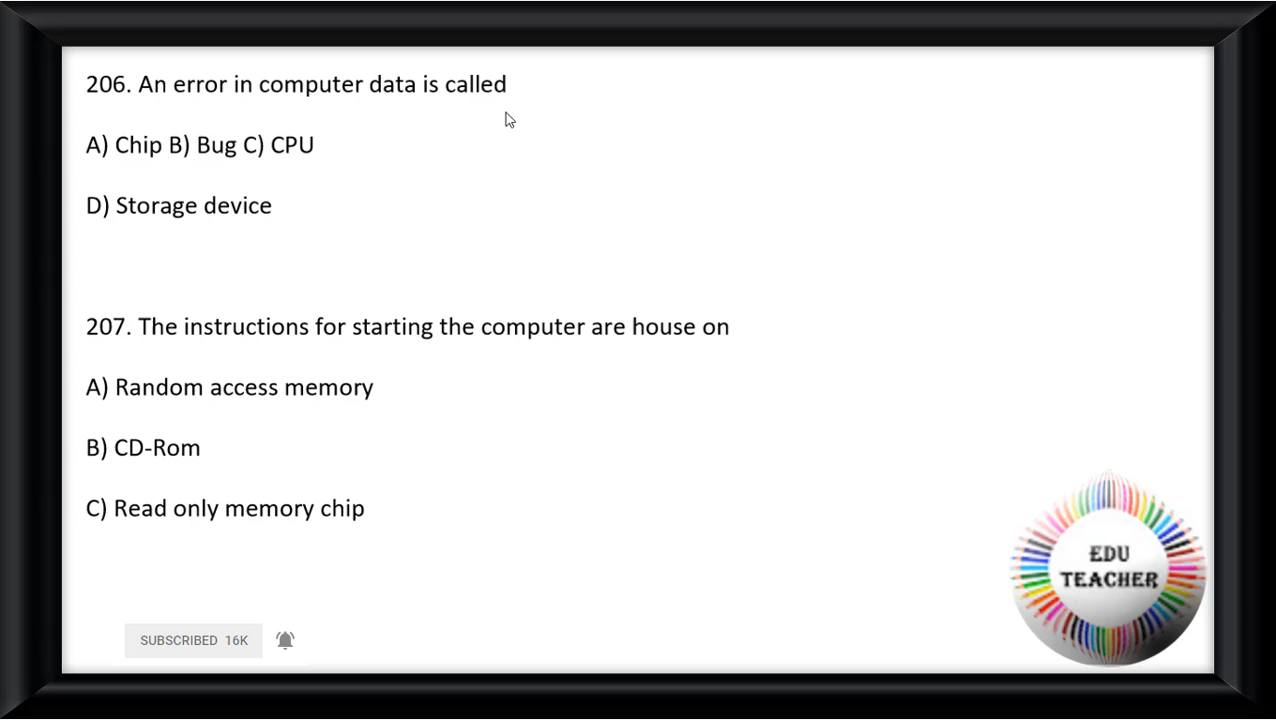 206. An error in computer data is called
A) Chip B) Bug C) CPU
D) Storage device
207. The instructions for starting the computer are house on
A) Random access memory
B) CD-Rom
C) Read only memory chip
EDU
TEACHER
SUBSCRIBED 16K